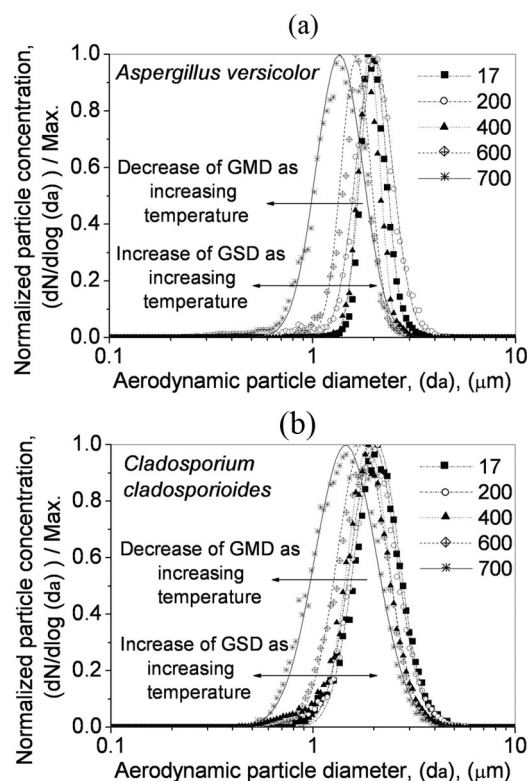 (a)
Normalized particle concentration,
(dN/dlog (da) ) / Max.
1.0
0.8
0.6
0.4
0.2
0.0
Aspergillus versicolor
Decrease of GMD as
increasing
temperature
Increase of GSD as
increasing
temperature
17
200
400
600
700
0.1
1
10
Aerodynamic particle diameter, (da), (μm)
(b)
Normalized particle concentration,
(dN/dlog (da) ) / Max.
1.0
0.8
0.6
0.4
0.2
0.0
Cladosporium
cladosporioides
Decrease of GMD as
increasing
temperature
Increase of GSD as
increasing
temperature
17
200
400
600
700
0.1
1
10
Aerodynamic particle diameter, (da), (μm)